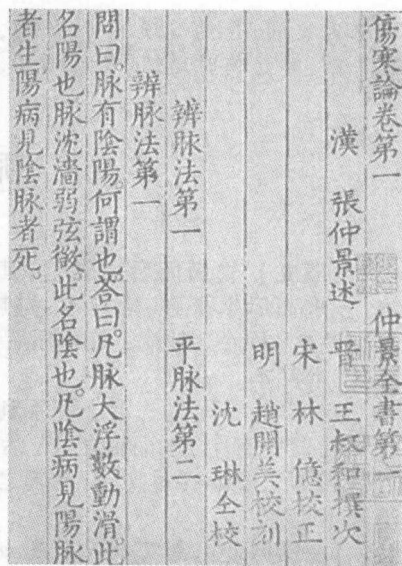 傷寒論卷第一　仲景全書第一
漢　張仲景述　晉　王叔和撰次
宋　林　億校正
明　趙開美校刻
沈　琳仝校
辨脉法第一　平脉法第二
辨脉法第一
問曰。脉有陰陽。何謂也。答曰。凡脉大浮數動滑。此
名陽也。脉沈濇弱弦微。此名陰也。凡陰病見陽脉
者生。陽病見陰脉者死。